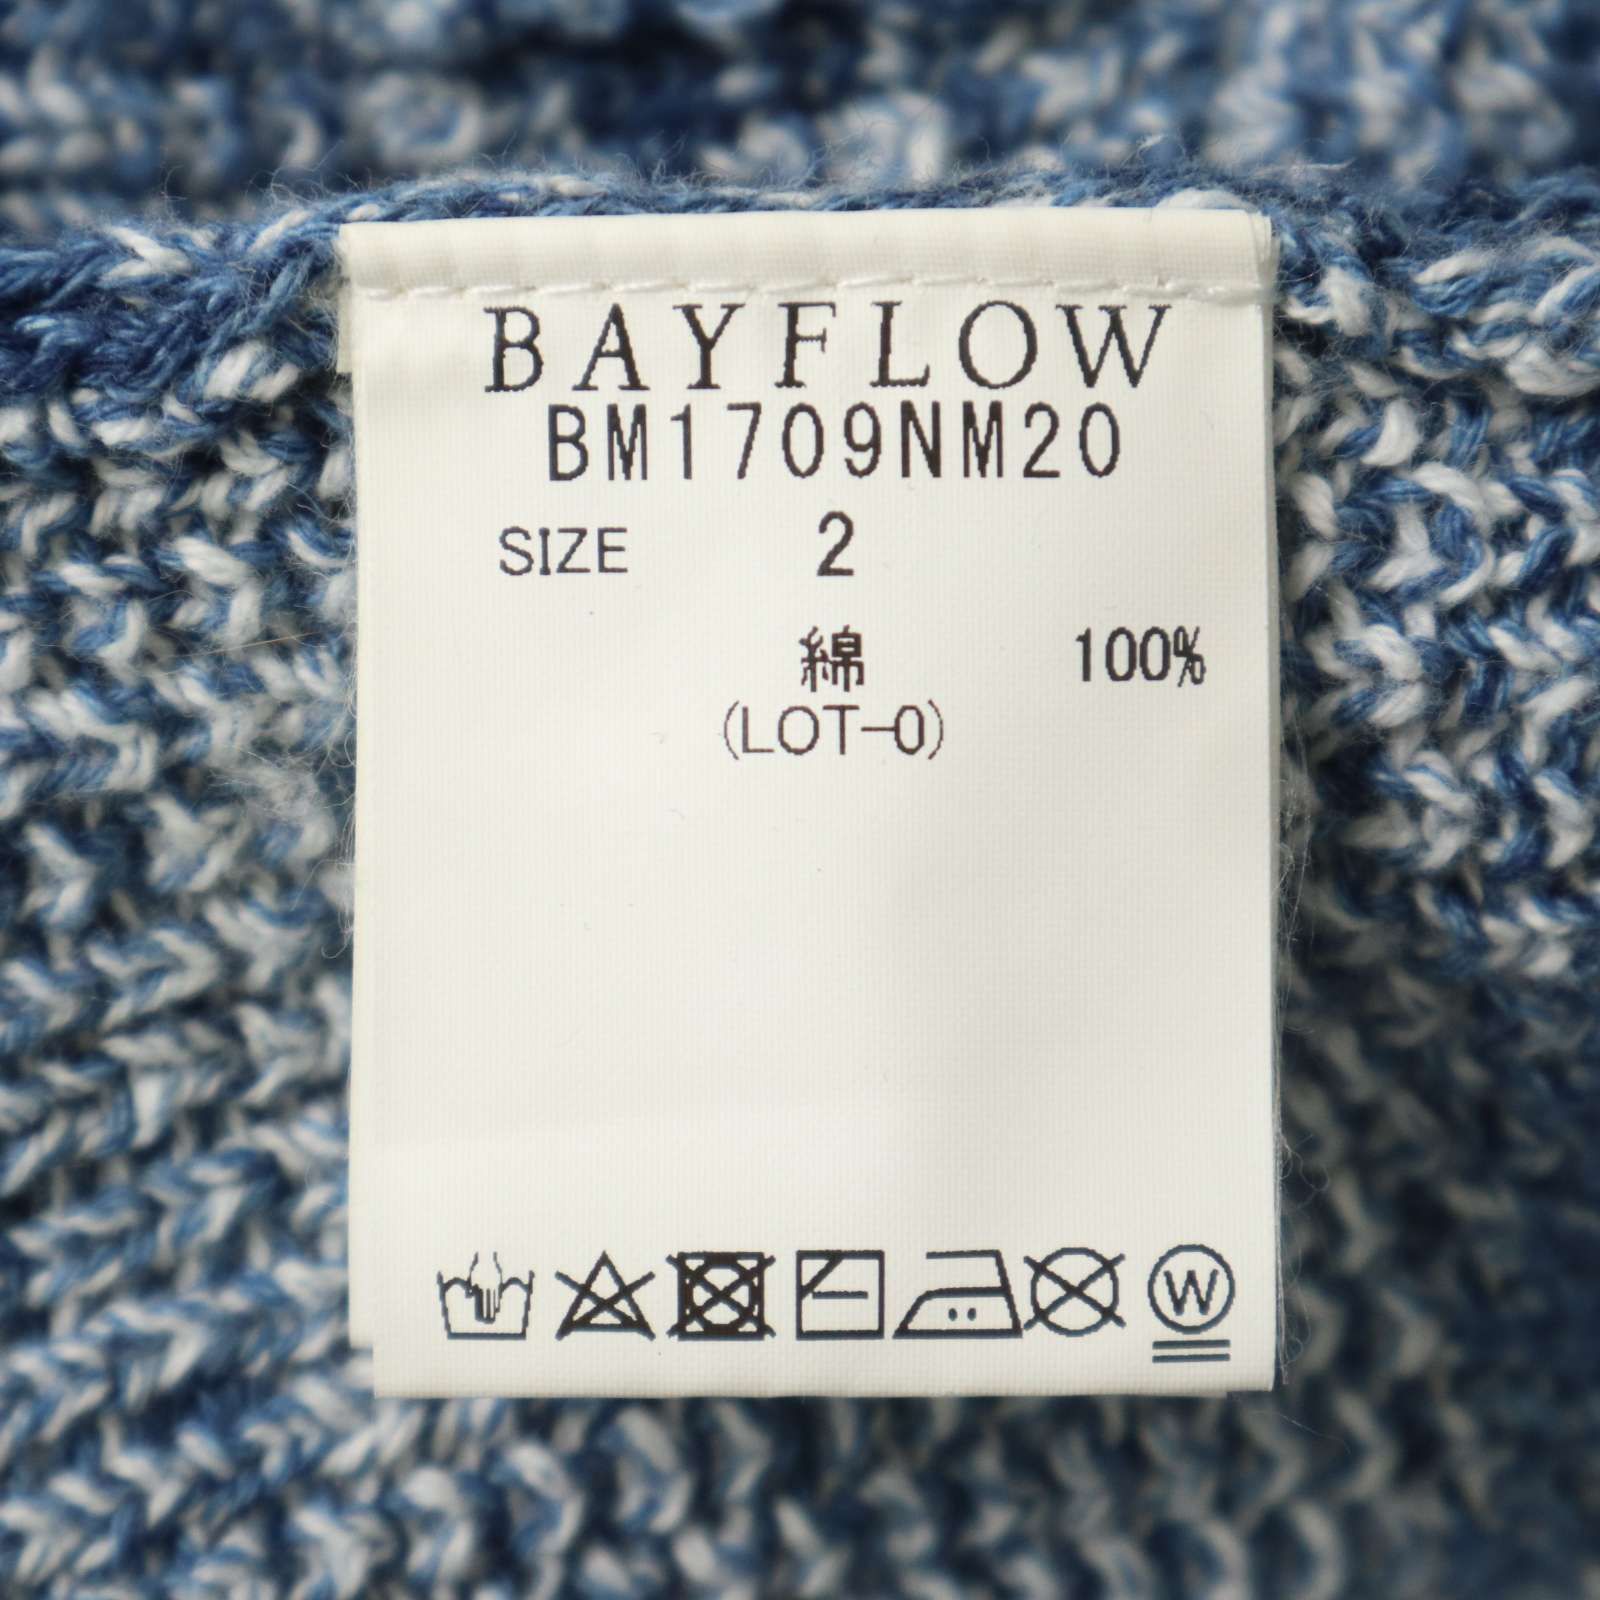 BAYFLOW
BM1709NM20
SIZE 2
綿 100%
(LOT-0)
W